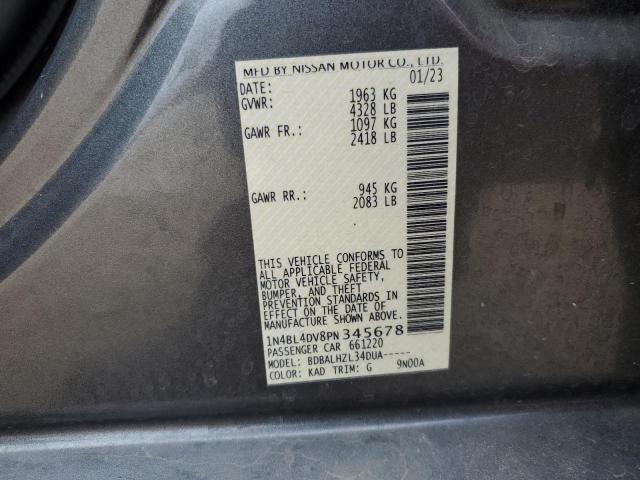 MFD BY NISSAN MOTOR CO., LTD.
DATE: 01/23
GVWR: 1963 KG
4328 LB
GAWR FR.: 1097 KG
2418 LB
GAWR RR.: 945 KG
2083 LB
THIS VEHICLE CONFORMS TO
ALL APPLICABLE FEDERAL
MOTOR VEHICLE SAFETY,
BUMPER, AND THEFT
PREVENTION STANDARDS IN
EFFECT ON THE DATE OF
MANUFACTURE SHOWN ABOVE.
1N4BL4DV8PN345678
PASSENGER CAR 661220
MODEL: BDBALHZL34DUA-----
COLOR: KAD TRIM: G 9N00A